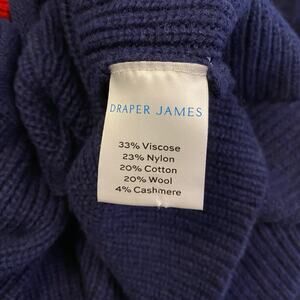 DRAPER JAMES
33% Viscose
23% Nylon
20% Cotton
20% Wool
4% Cashmere